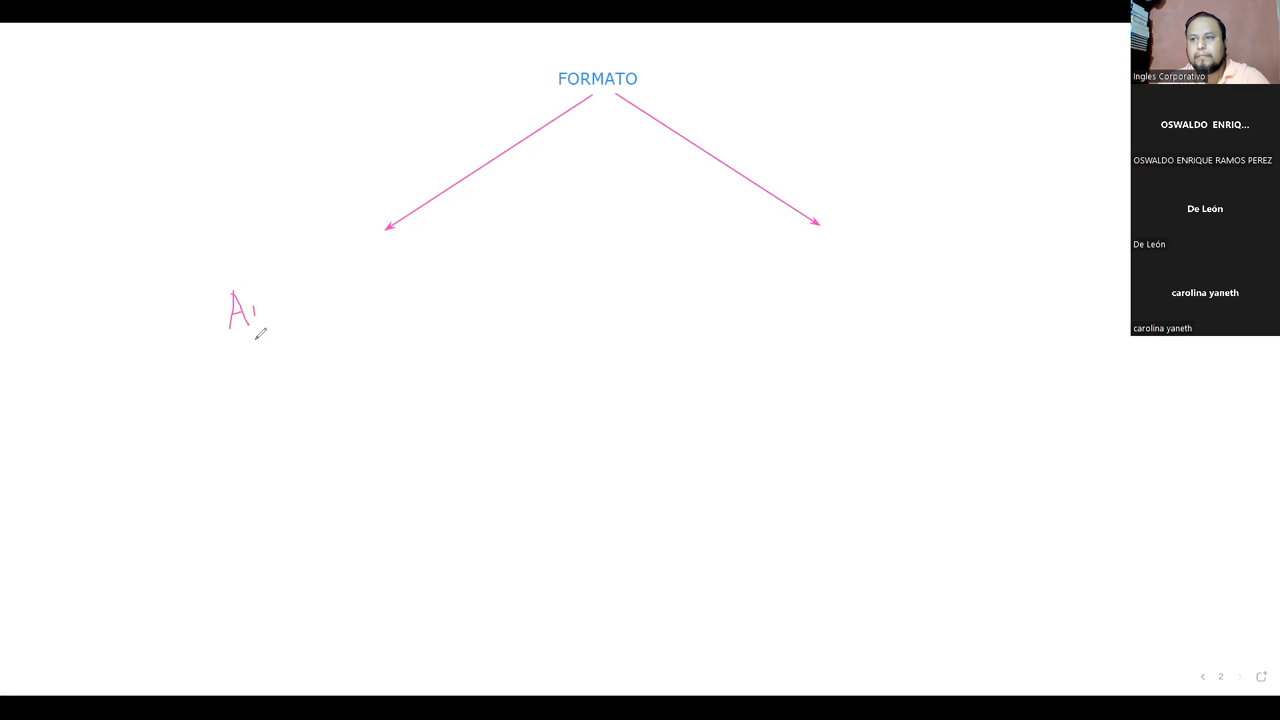 FORMATO
Ingles Corporativo
OSWALDO ENRIQ...
OSWALDO ENRIQUE RAMOS PEREZ
De León
De León
carolina yaneth
carolina yaneth
2